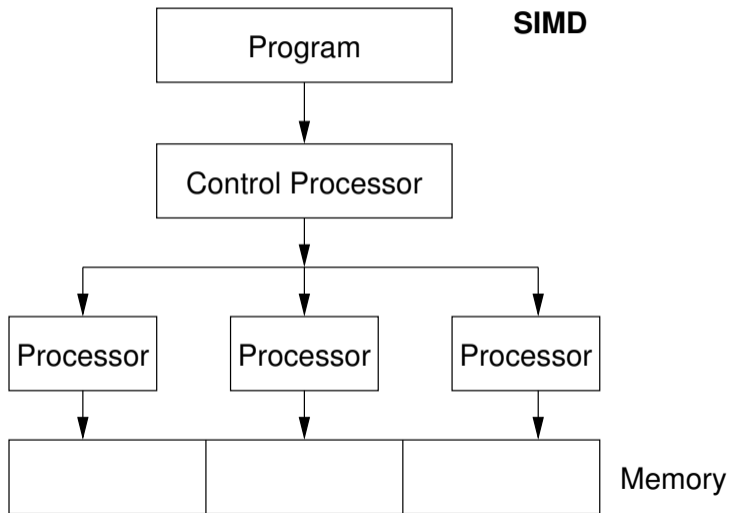 SIMD
Program
Control Processor
Processor
Processor
Processor
Memory